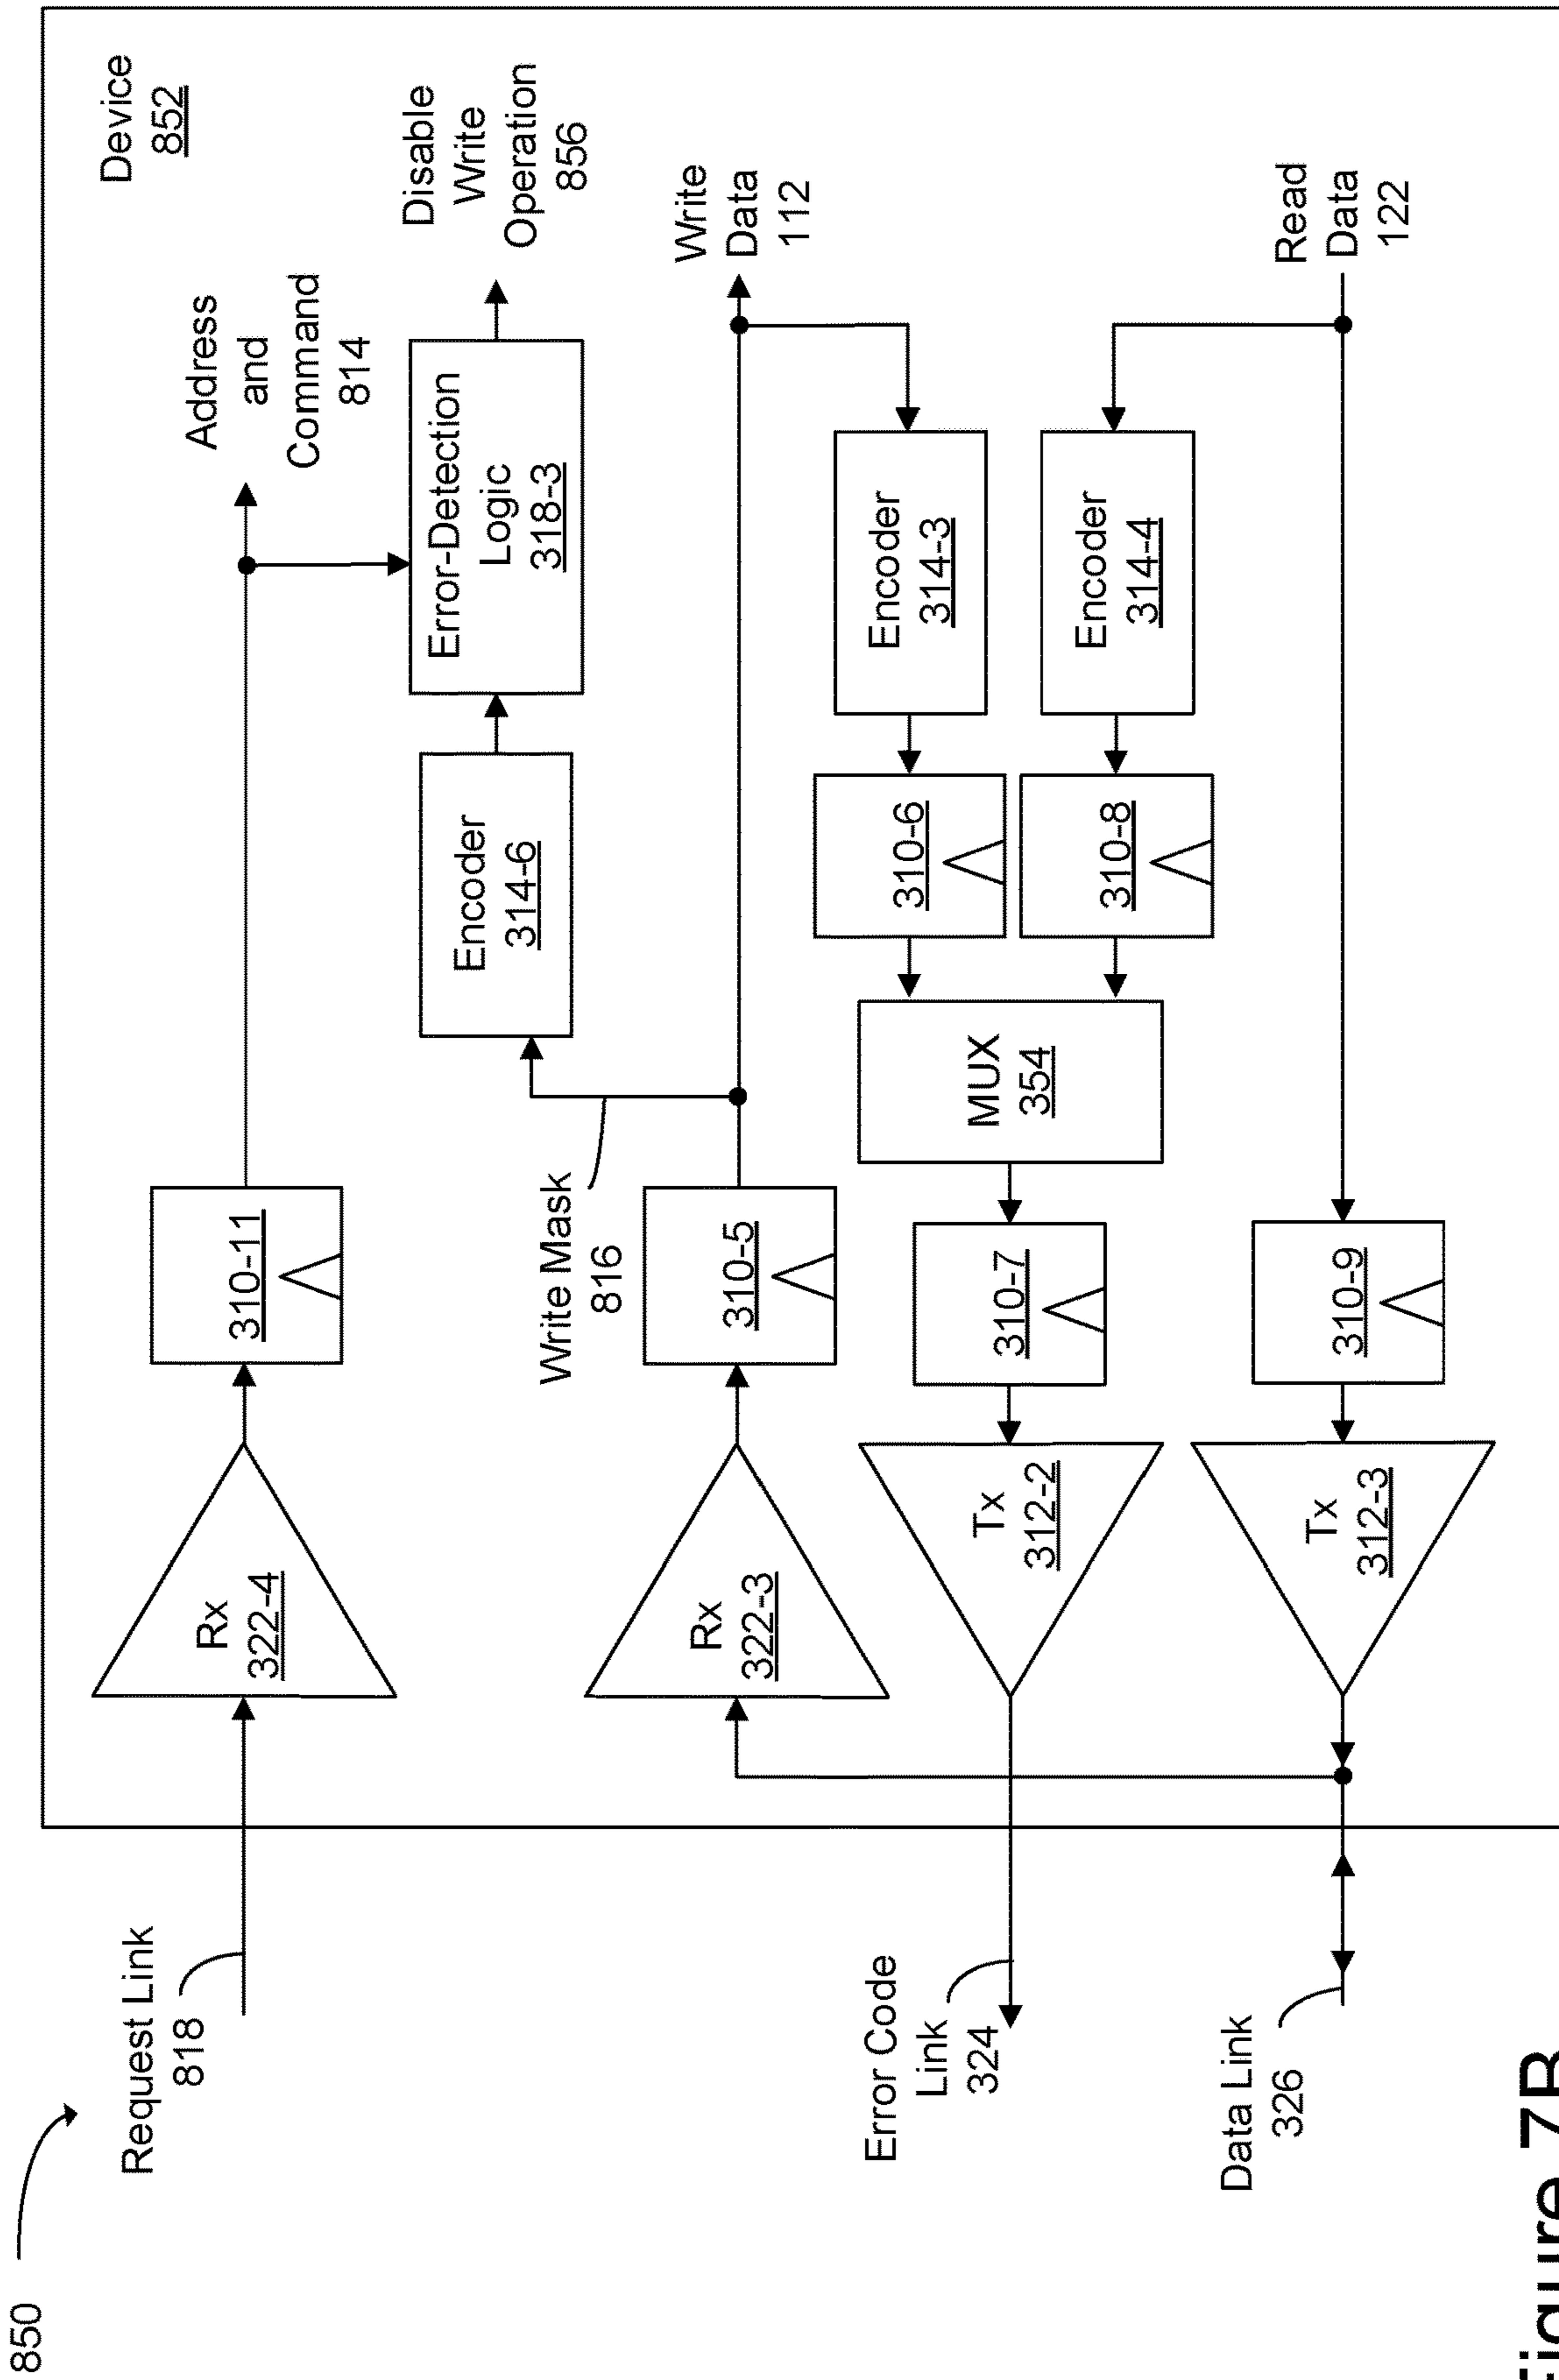 850
Request Link
818
Error Code
Link
324
Data Link
326
Device
852
Rx
322-4
310-11
Address
and
Command
814
Encoder
314-6
Error-Detection
Logic
318-3
Disable
Write
Operation
856
Write Mask
816
Rx
322-3
310-5
Write
Data
112
Tx
312-2
310-7
MUX
354
310-6
Encoder
314-3
310-8
Encoder
314-4
Tx
312-3
310-9
Read
Data
122
Figure 7B